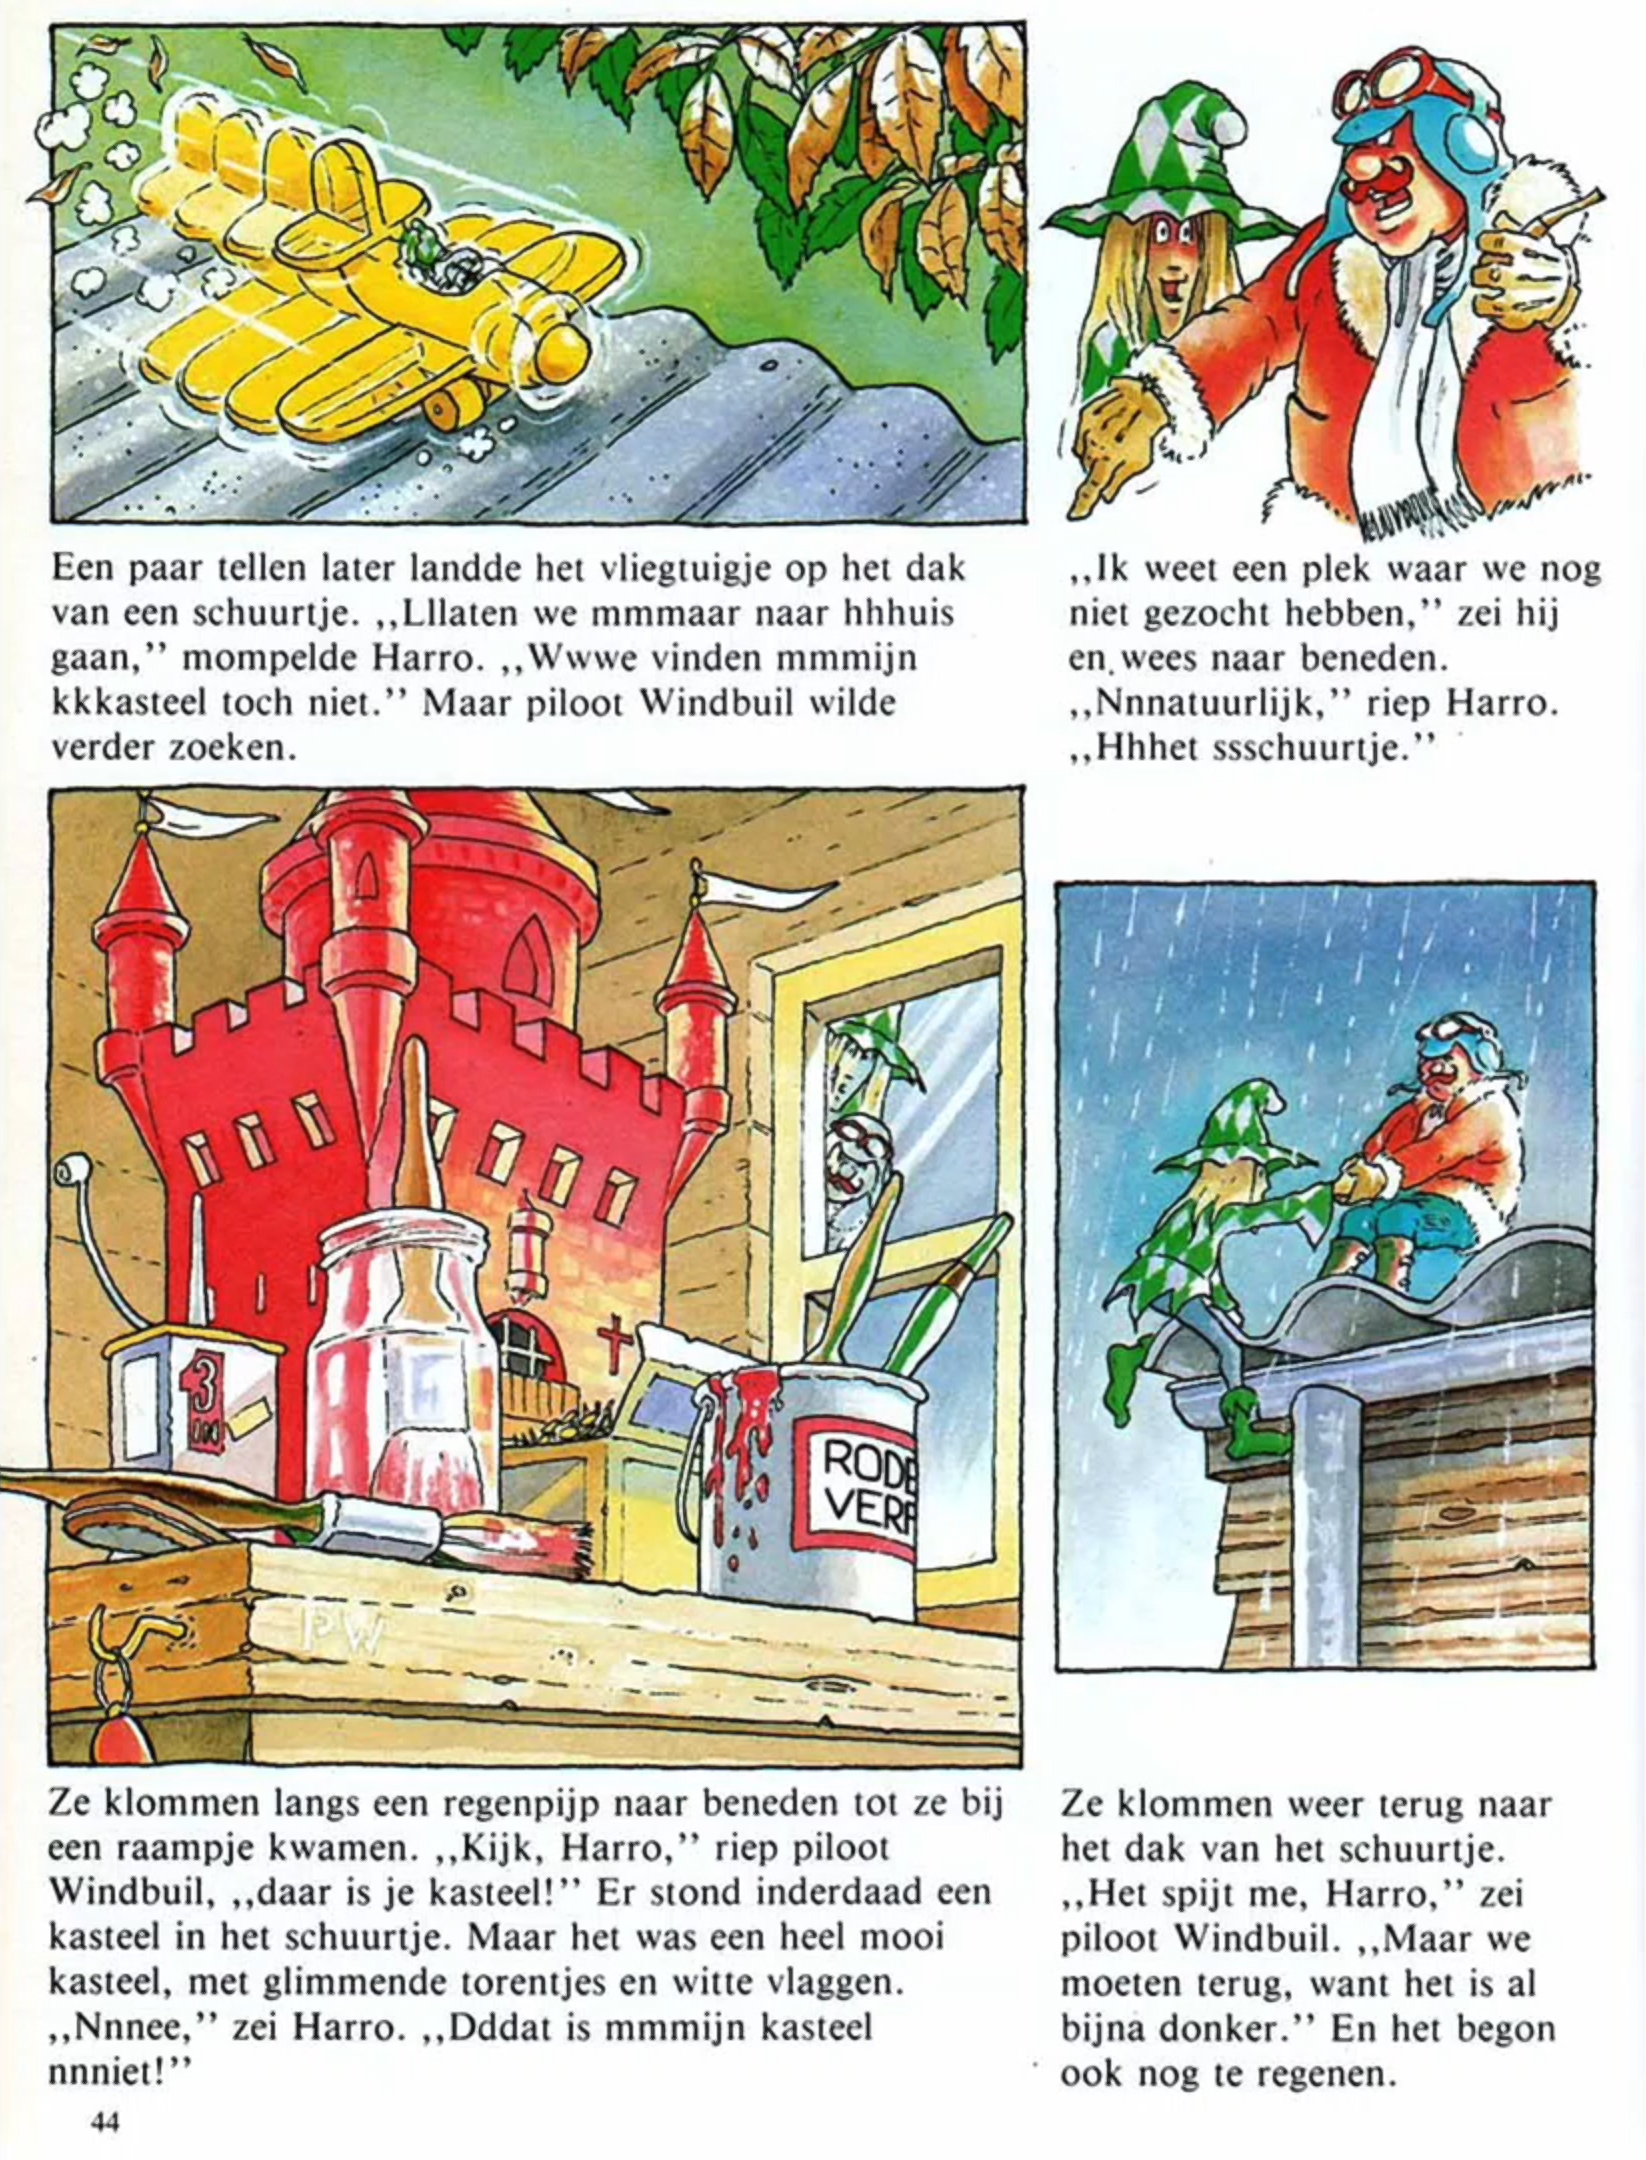 Een paar tellen later landde het vliegtuigje op het dak
van een schuurtje. ,,Lllaten we mmmaar naar hhhuis
gaan,” mompelde Harro. ,,Wwwe vinden mmmijn
kkkasteel toch niet.” Maar piloot Windbuil wilde
verder zoeken.
,,Ik weet een plek waar we nog
niet gezocht hebben,” zei hij
en wees naar beneden.
,,Nnnatuurlijk,” riep Harro.
,,Hhhet ssschuurtje.”
3
RODE
VERF
PW
Ze klommen langs een regenpijp naar beneden tot ze bij
een raampje kwamen. ,,Kijk, Harro,” riep piloot
Windbuil, ,,daar is je kasteel!” Er stond inderdaad een
kasteel in het schuurtje. Maar het was een heel mooi
kasteel, met glimmende torentjes en witte vlaggen.
,,Nnnee,” zei Harro. ,,Dddat is mmmijn kasteel
nnniet!”
Ze klommen weer terug naar
het dak van het schuurtje.
,,Het spijt me, Harro,” zei
piloot Windbuil. ,,Maar we
moeten terug, want het is al
bijna donker.” En het begon
ook nog te regenen.
44